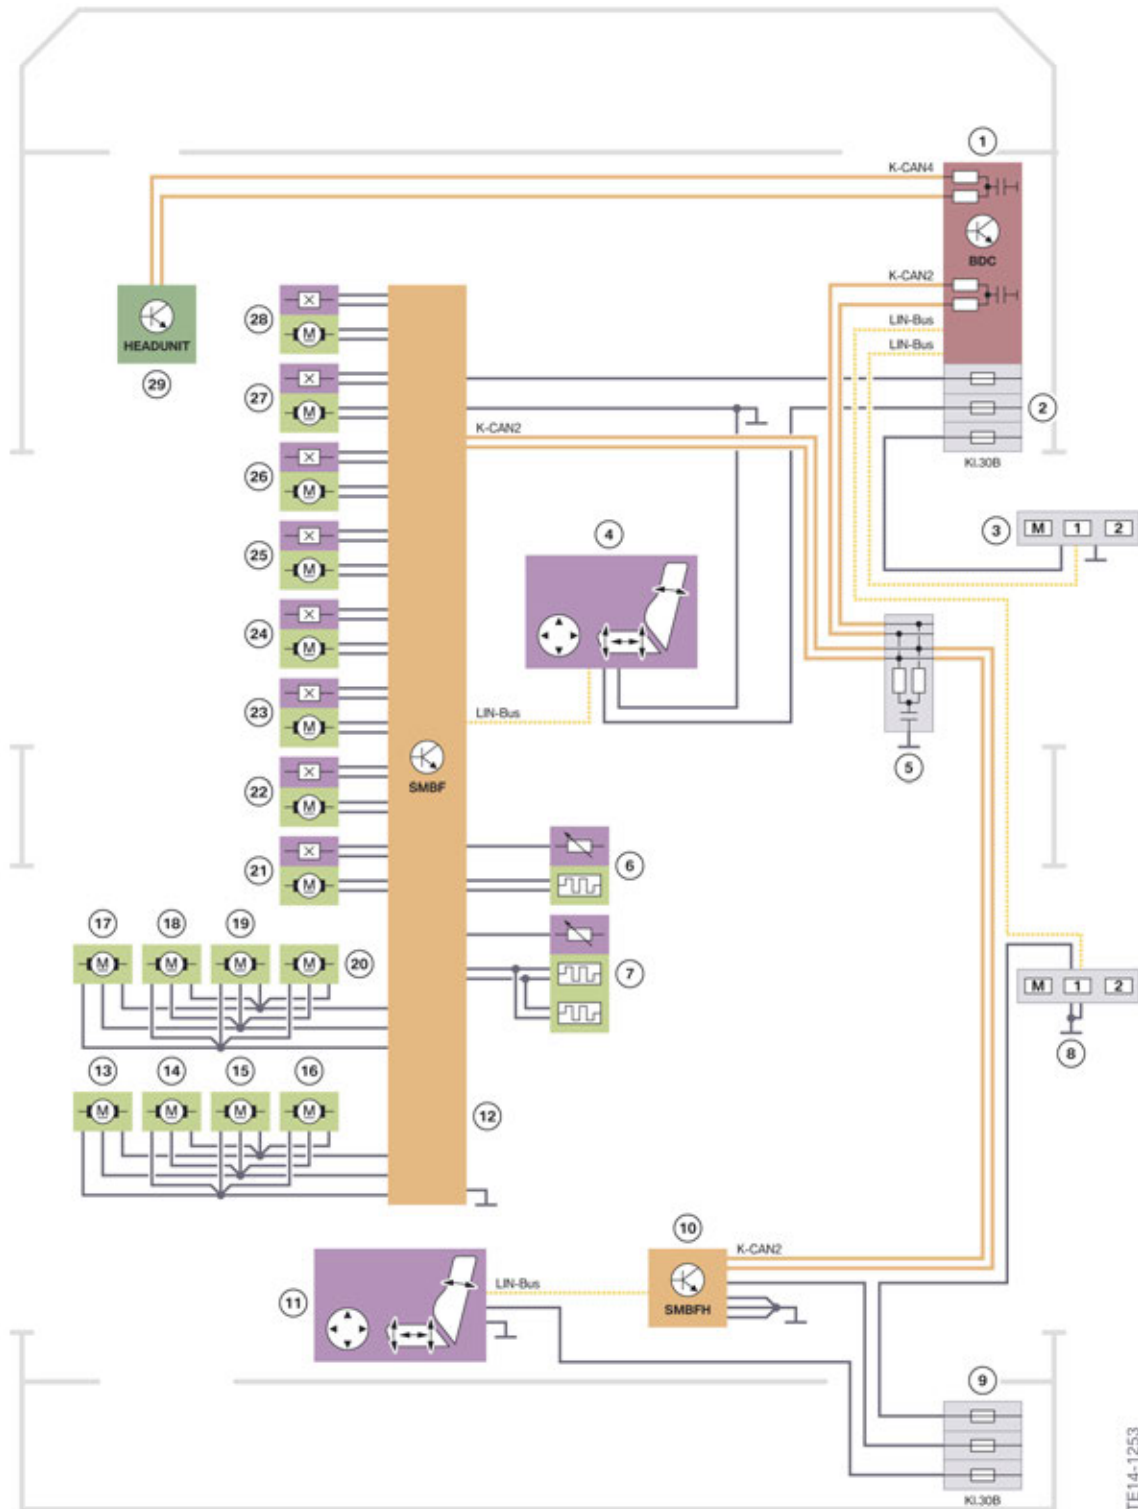 1
K-CAN4
BDC
K-CAN2
LIN-Bus
LIN-Bus
HEADUNIT
29
28
M
27
M
2
K-CAN2
KI.30B
26
M
3
M 1 2
4
25
M
24
M
23
M
LIN-Bus
SMBF
5
22
M
21
M
6
17 18 19
M M M M 20
7
M 1 2
8
13 14 15 16
M M M M
12
10
K-CAN2
LIN-Bus
11
SMBFH
9
KI.30B
TE14-1253